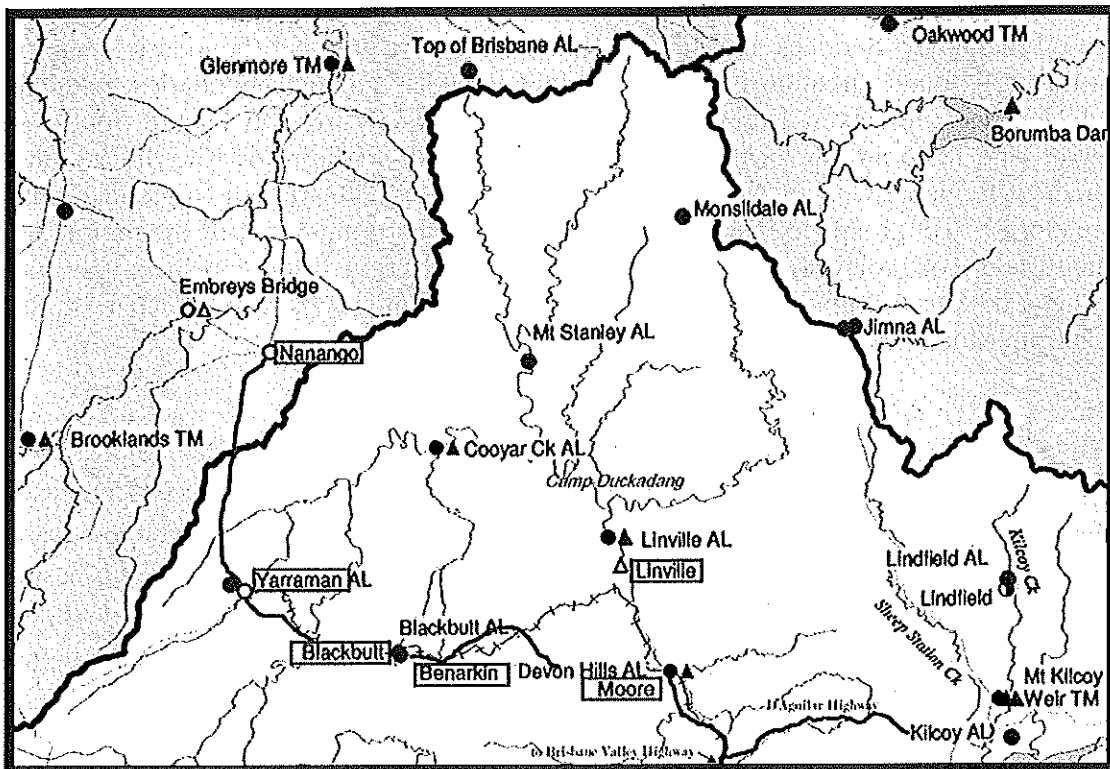 Oakwood TM
Top of Brisbane AL
Glenmore TM
Borumba Dar
Monslidale AL
Embreys Bridge
Jimna AL
Mt Stanley AL
Nanango
Brooklands TM
Cooyar Ck AL
Camp Duckadang
Kilcoy Ck
Linville AL
Lindfield AL
Linville
Lindfield
Yarraman AL
Sheep Station Ck
Blackbutt AL
Blackbutt
Benarkin
Devon Hills AL
Moore
Mt Kilcoy
Weir TM
D'Aguilar Highway
Kilcoy AL
to Brisbane Valley Highway